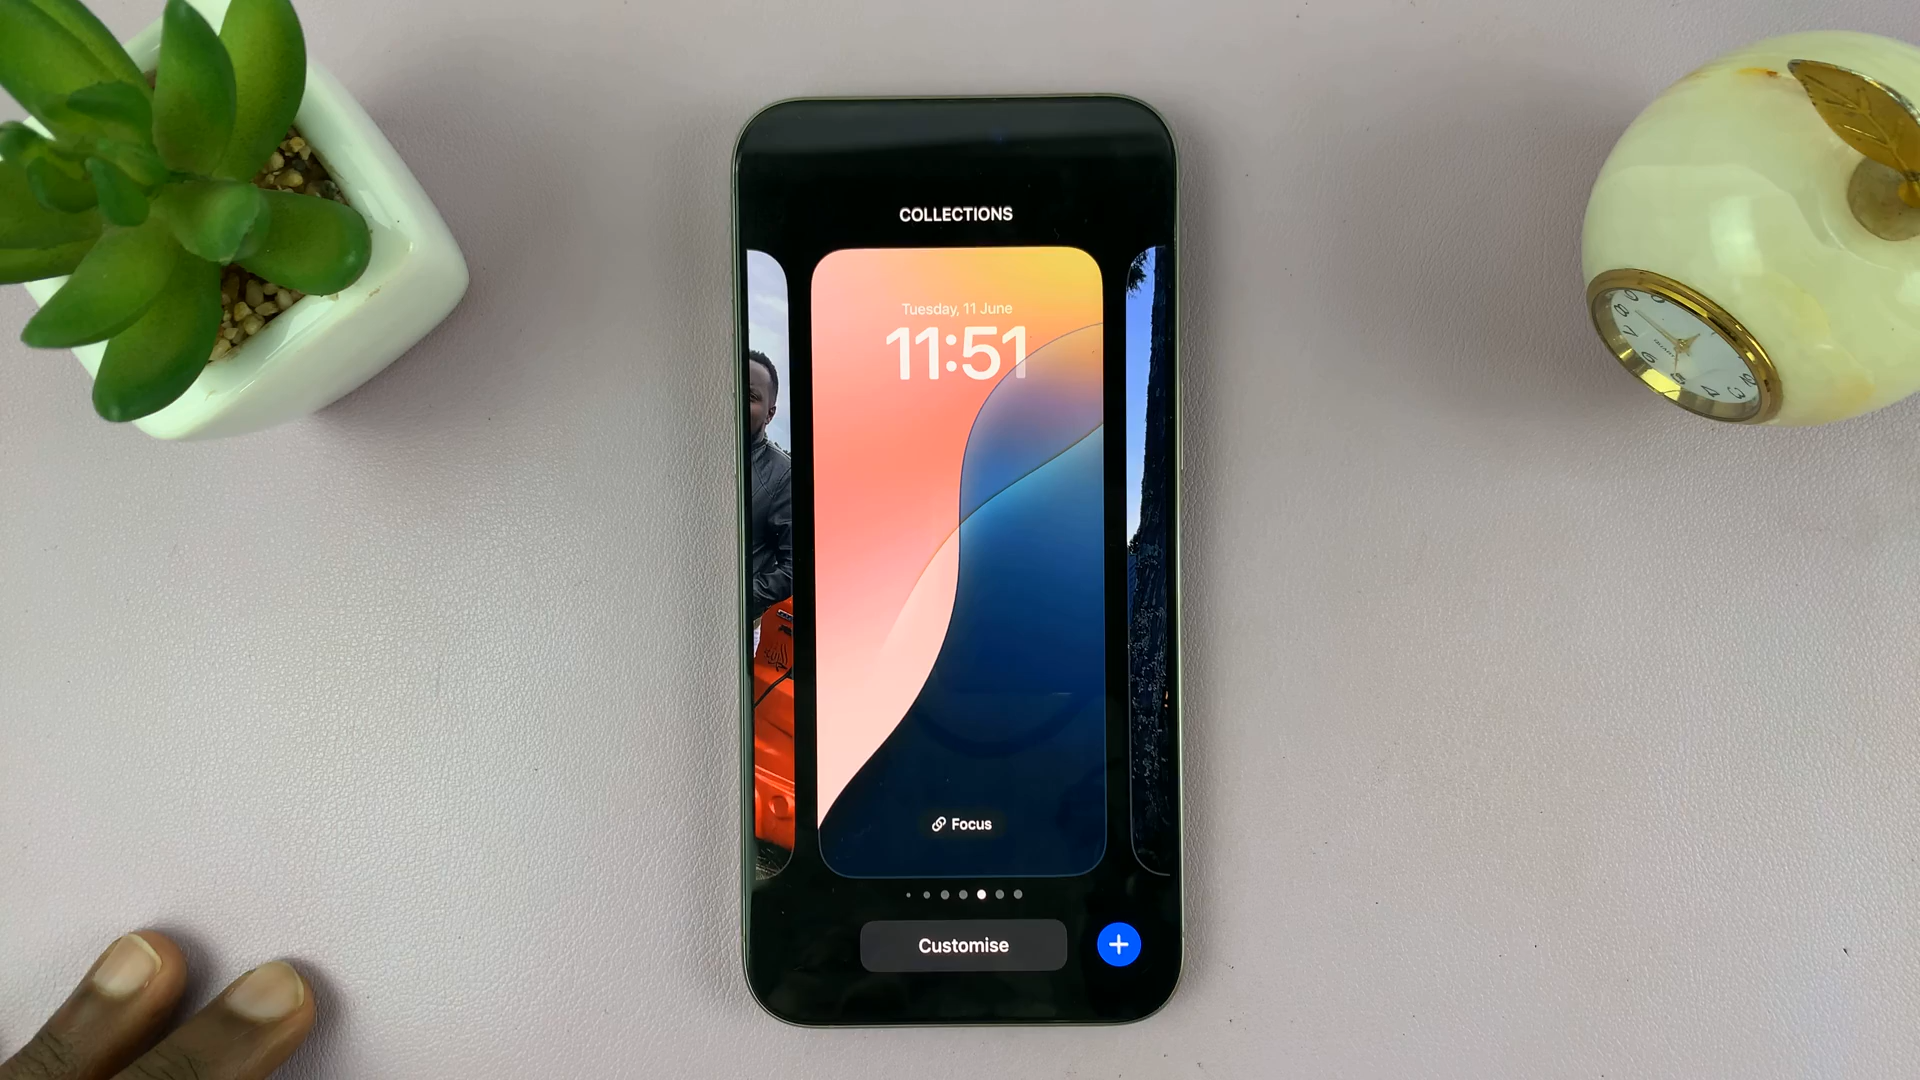 COLLECTIONS
Tuesday, 11 June
11:51
Focus
Customise